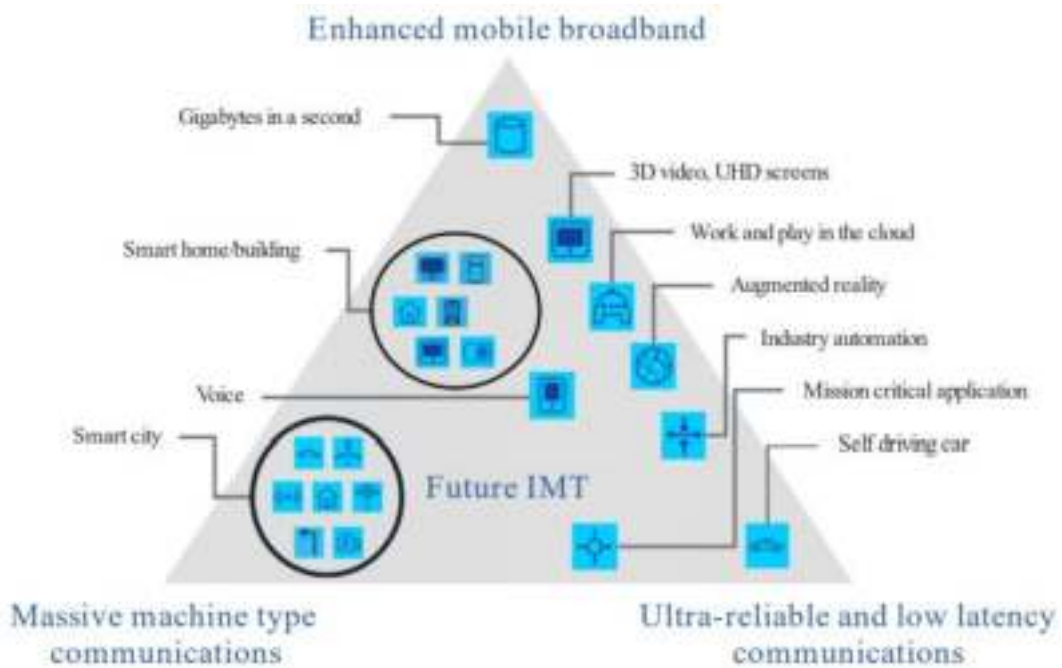 Enhanced mobile broadband
Gigabytes in a second
3D video, UHD screens
Work and play in the cloud
Smart home/building
Augmented reality
Industry automation
Mission critical application
Voice
Smart city
Self driving car
Future IMT
Massive machine type
communications
Ultra-reliable and low latency
communications